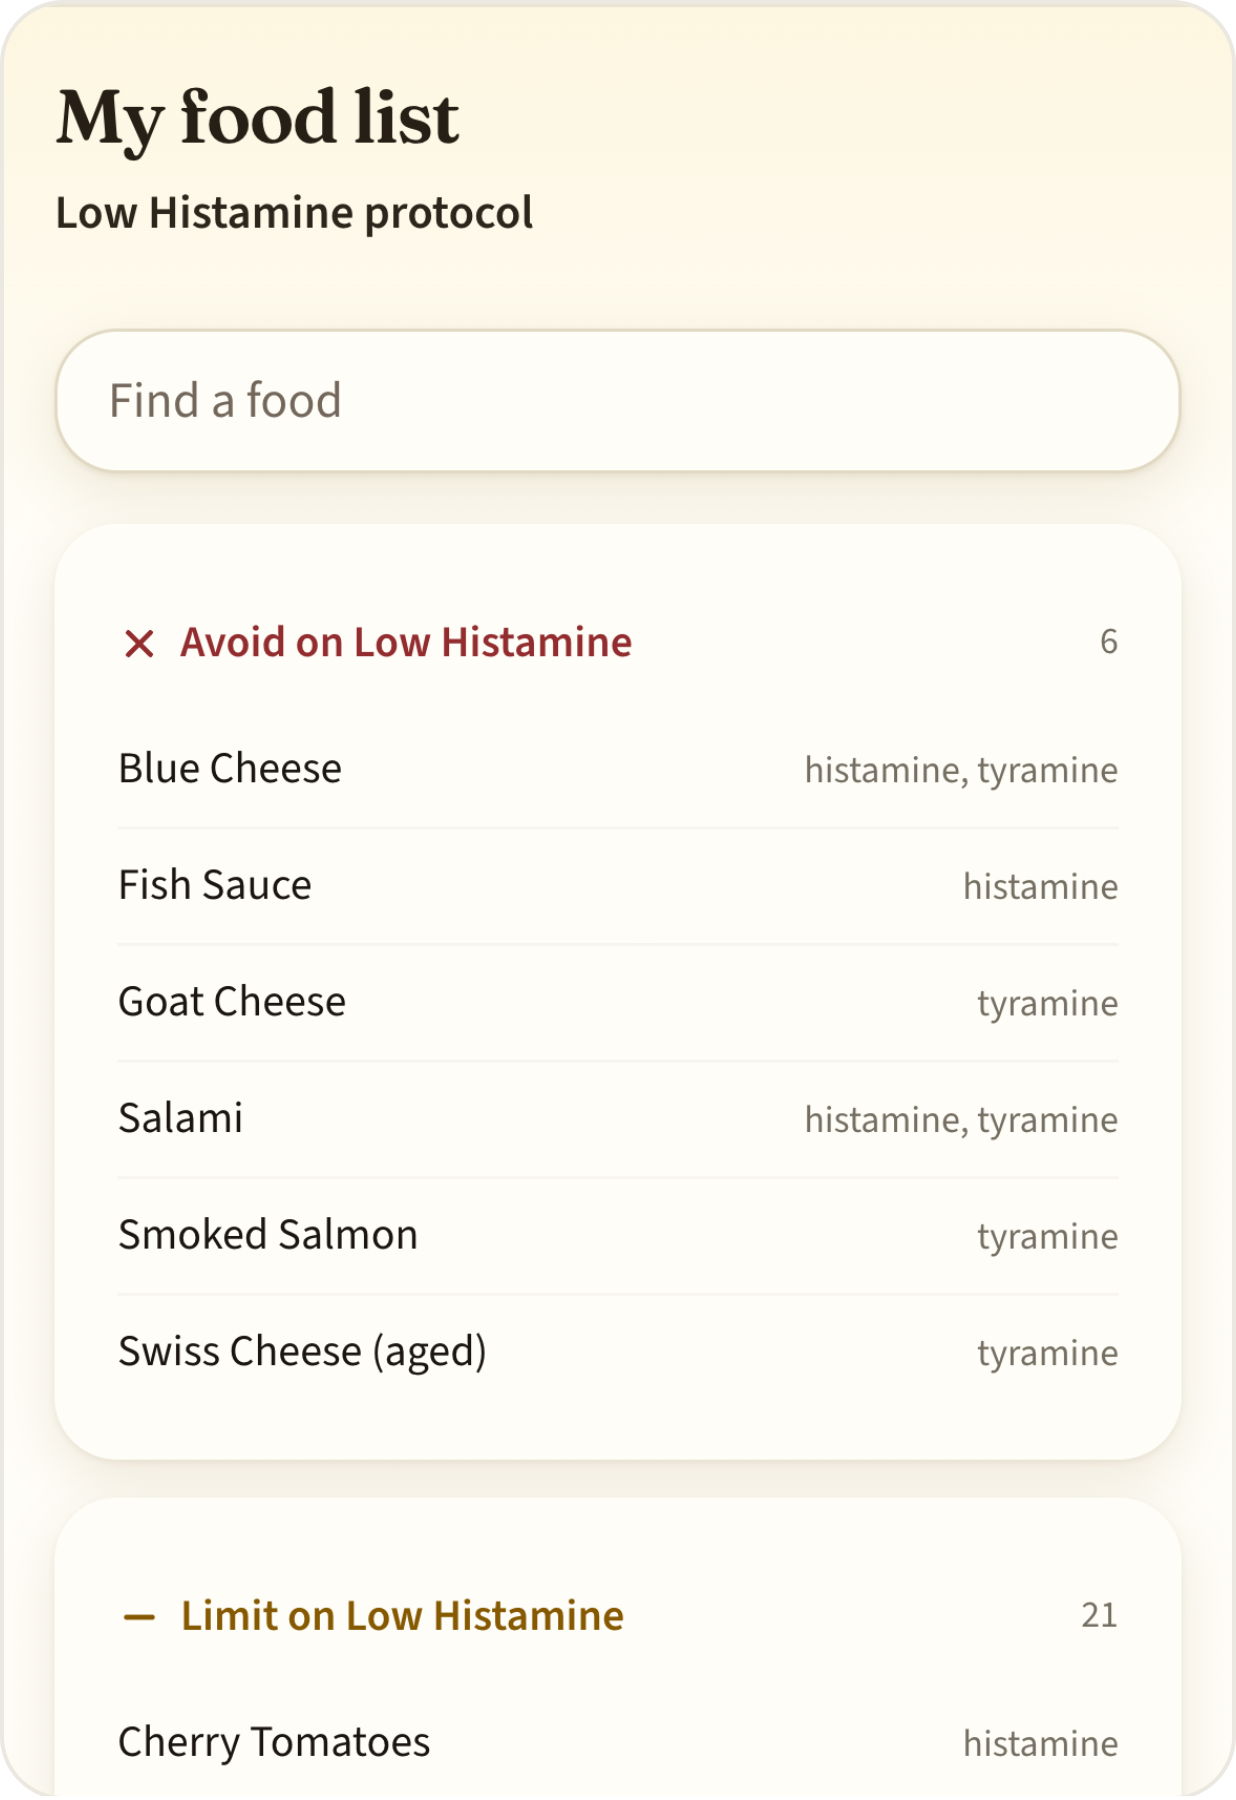 My food list
Low Histamine protocol
Find a food
× Avoid on Low Histamine 6
Blue Cheese histamine, tyramine
Fish Sauce histamine
Goat Cheese tyramine
Salami histamine, tyramine
Smoked Salmon tyramine
Swiss Cheese (aged) tyramine
– Limit on Low Histamine 21
Cherry Tomatoes histamine